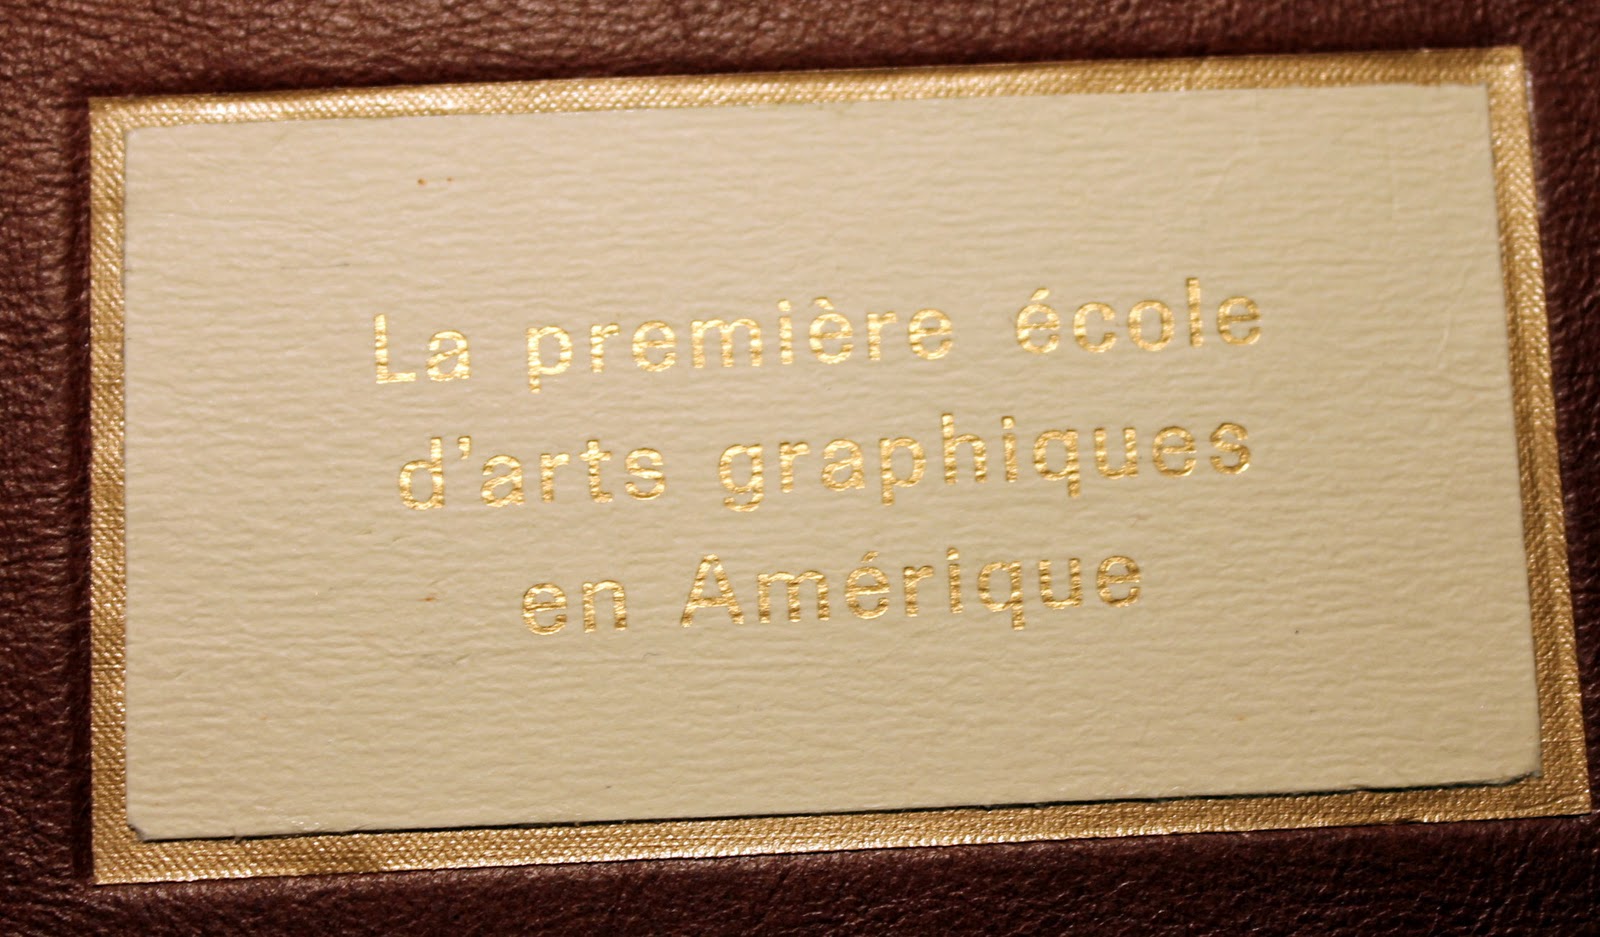 La première école
d'arts graphiques
en Amérique